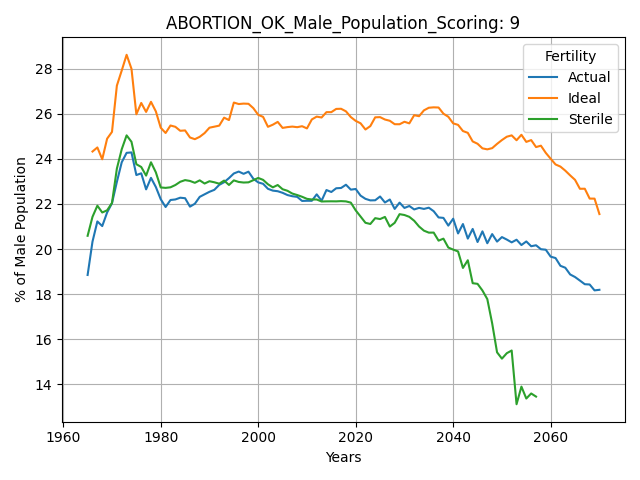 ABORTION_OK_Male_Population_Scoring: 9
Fertility
Actual
Ideal
Sterile
% of Male Population
28
26
24
22
20
18
16
14
1960
1980
2000
2020
2040
2060
Years